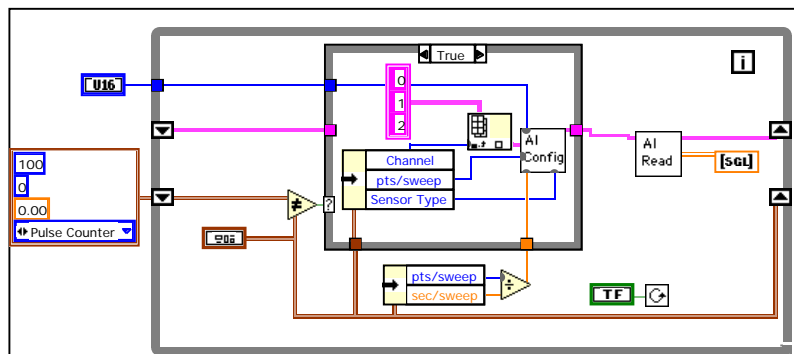 True
i
U16
0
1
2
AI
Config
AI
Read
[SGL]
Channel
pts/sweep
Sensor Type
100
0
0.00
Pulse Counter
≠
?
pts/sweep
sec/sweep
÷
TF